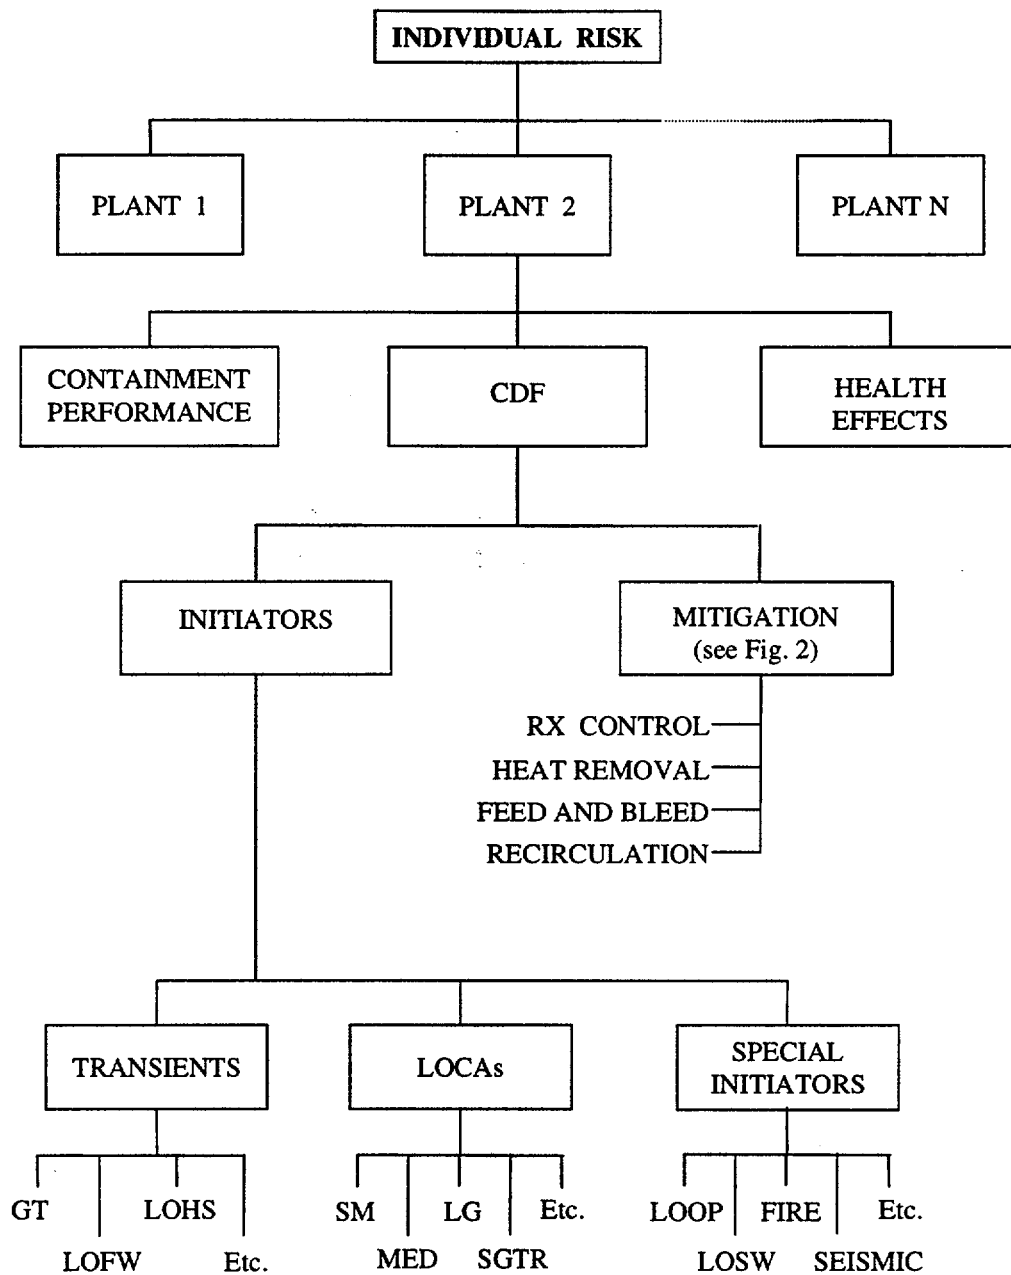 INDIVIDUAL RISK
PLANT 1
PLANT 2
PLANT N
CONTAINMENT
PERFORMANCE
CDF
HEALTH
EFFECTS
INITIATORS
MITIGATION
(see Fig. 2)
RX CONTROL
HEAT REMOVAL
FEED AND BLEED
RECIRCULATION
TRANSIENTS
LOCAs
SPECIAL
INITIATORS
GT
LOHS
LOFW
Etc.
SM
LG
Etc.
MED
SGTR
LOOP
FIRE
Etc.
LOSW
SEISMIC